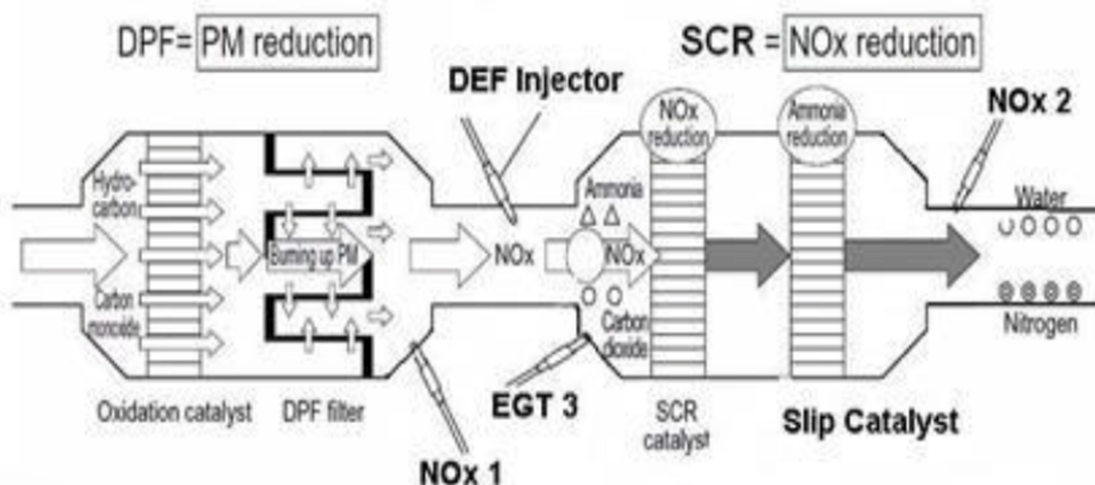 DPF= PM reduction
SCR = NOx reduction
DEF Injector
NOx 2
NOx
reduction
Ammonia
reduction
Hydro-
carbon
Ammonia
Water
Burning up PM
NOx
NOx
Carbon
monoxide
Carbon
dioxide
Nitrogen
Oxidation catalyst
DPF filter
EGT 3
SCR
catalyst
Slip Catalyst
NOx 1